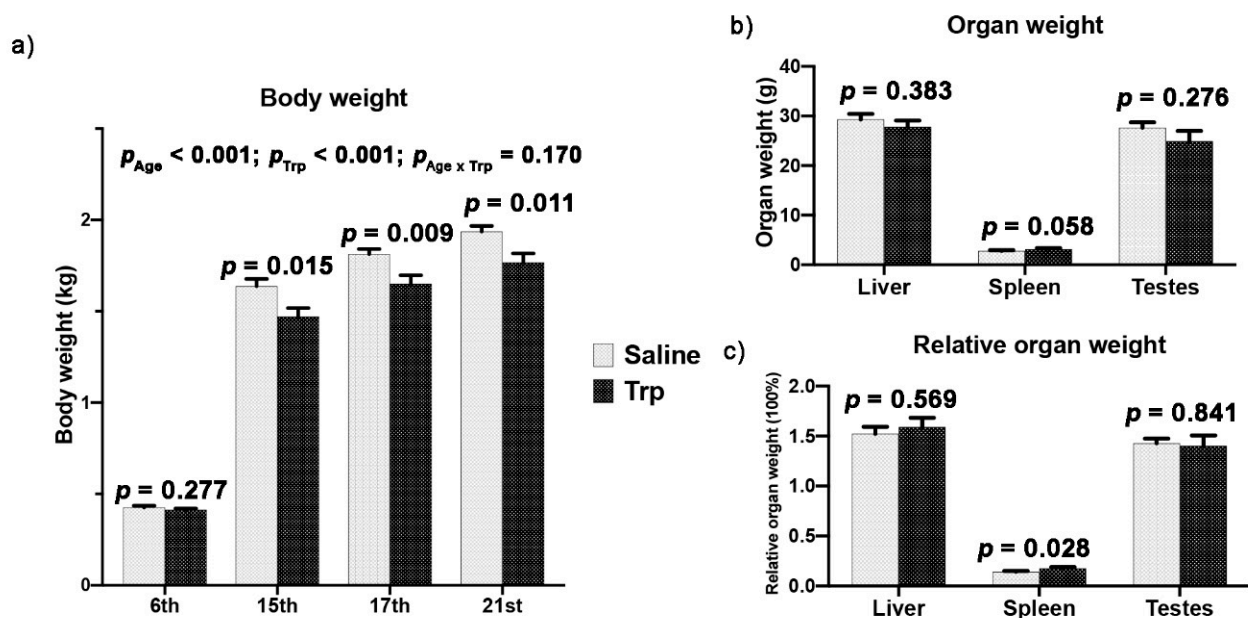 a)
Body weight
p Age < 0.001; p Trp < 0.001; p Age x Trp = 0.170
Body weight (kg)
2
1
0
p = 0.277
p = 0.015
p = 0.009
p = 0.011
6th 15th 17th 21st
Saline
Trp
b)
Organ weight
Organ weight (g)
40
30
20
10
0
p = 0.383
p = 0.058
p = 0.276
Liver Spleen Testes
c)
Relative organ weight
Relative organ weight (100%)
2.0
1.5
1.0
0.5
0.0
p = 0.569
p = 0.028
p = 0.841
Liver Spleen Testes